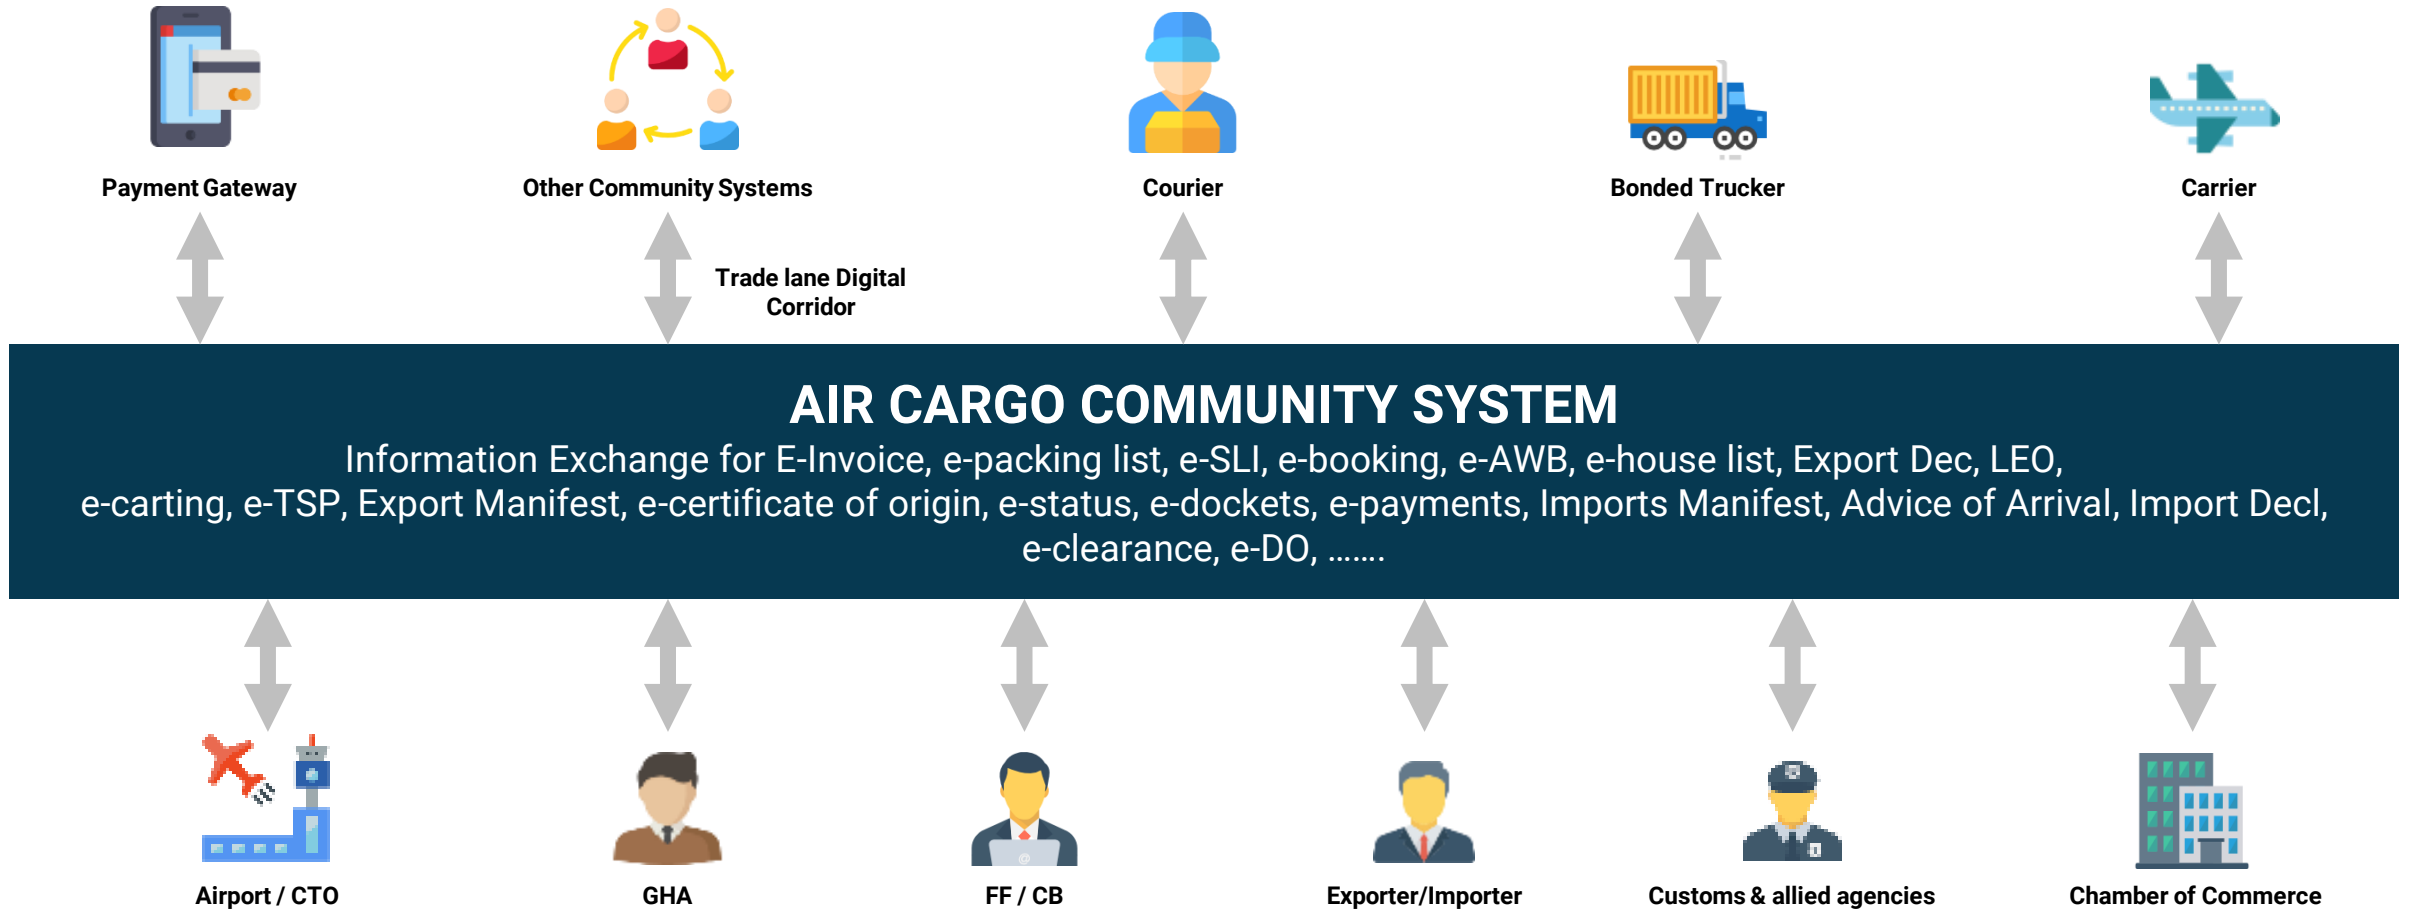 Payment Gateway
Other Community Systems
Courier
Bonded Trucker
Carrier
Trade lane Digital
Corridor
AIR CARGO COMMUNITY SYSTEM
Information Exchange for E-Invoice, e-packing list, e-SLI, e-booking, e-AWB, e-house list, Export Dec, LEO,
e-carting, e-TSP, Export Manifest, e-certificate of origin, e-status, e-dockets, e-payments, Imports Manifest, Advice of Arrival, Import Decl,
e-clearance, e-DO, …….
Airport / CTO
GHA
FF / CB
Exporter/Importer
Customs & allied agencies
Chamber of Commerce